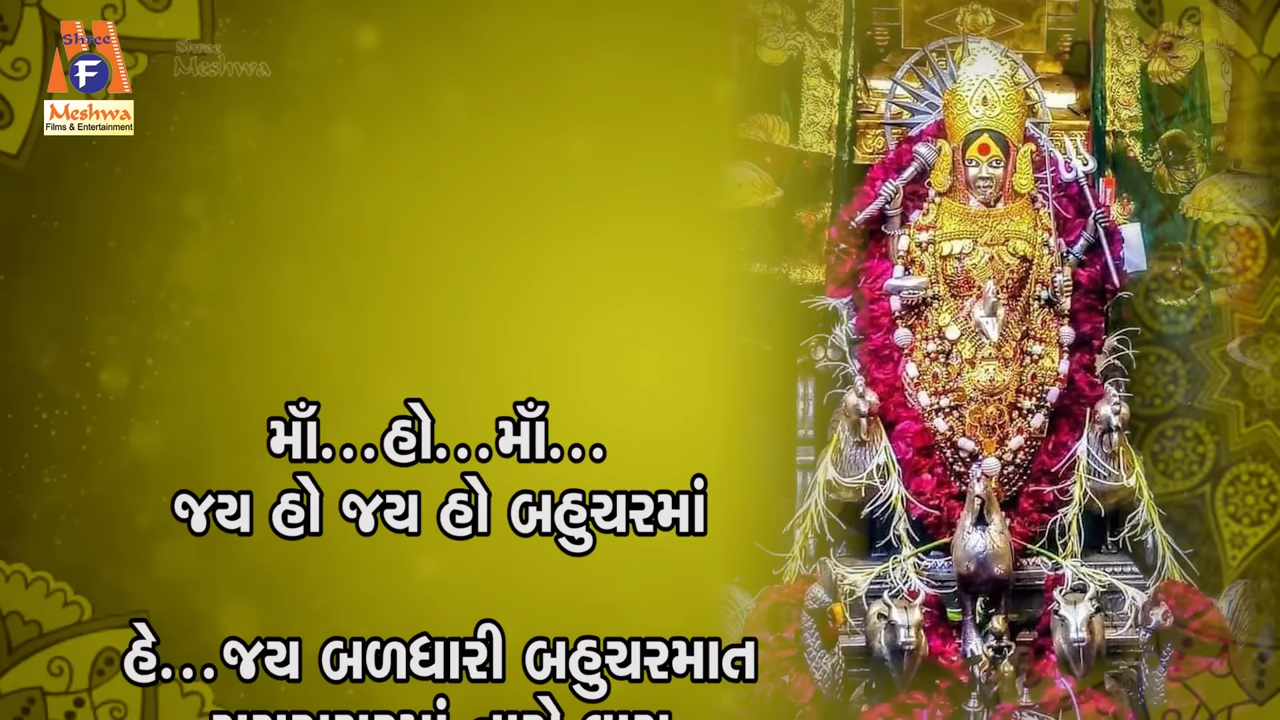 Shree
F
Meshwa
Films & Entertainment
Shree
Meshwa
માઁ...હો...માઁ...
જય હો જય હો બહુચરમાં
હે...જય બળધારી બહુચરમાત